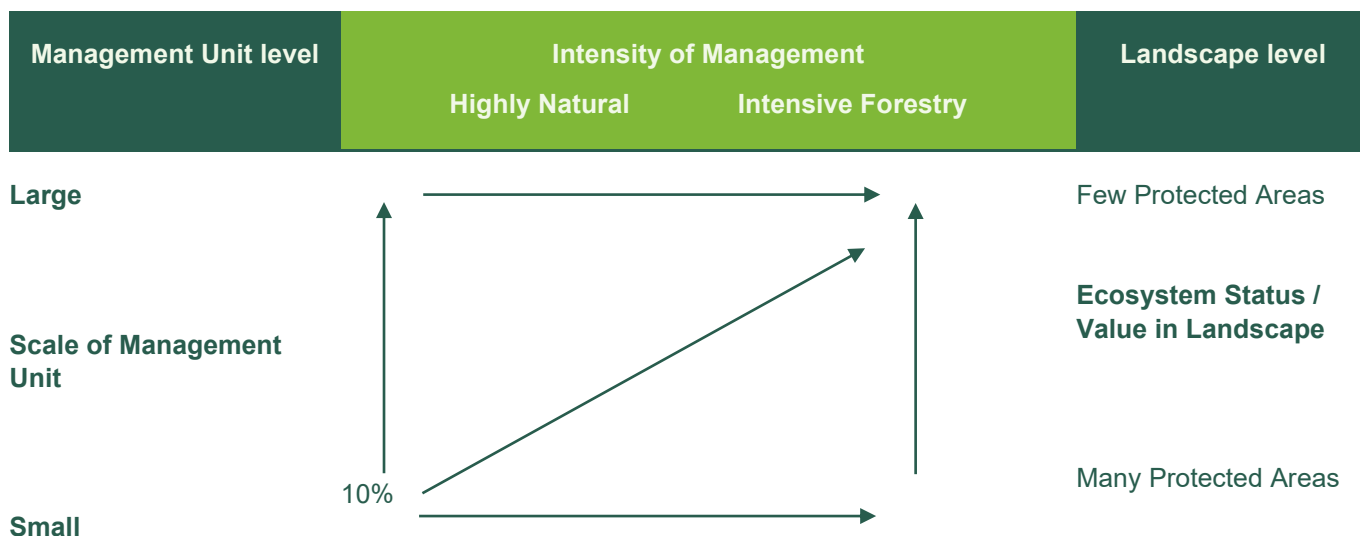 Management Unit level
Intensity of Management
Landscape level
Highly Natural
Intensive Forestry
Large
Few Protected Areas
Ecosystem Status /
Value in Landscape
Scale of Management
Unit
10%
Many Protected Areas
Small